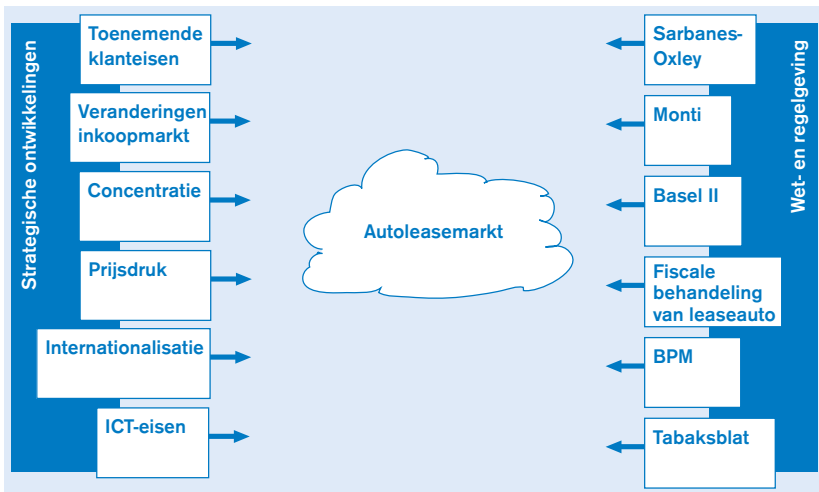 Strategische ontwikkelingen
Toenemende
klanteisen
Veranderingen
inkoopmarkt
Concentratie
Prijsdruk
Internationalisatie
ICT-eisen
Autoleasemarkt
Sarbanes-
Oxley
Monti
Basel II
Fiscale
behandeling
van leaseauto
BPM
Tabaksblat
Wet- en regelgeving